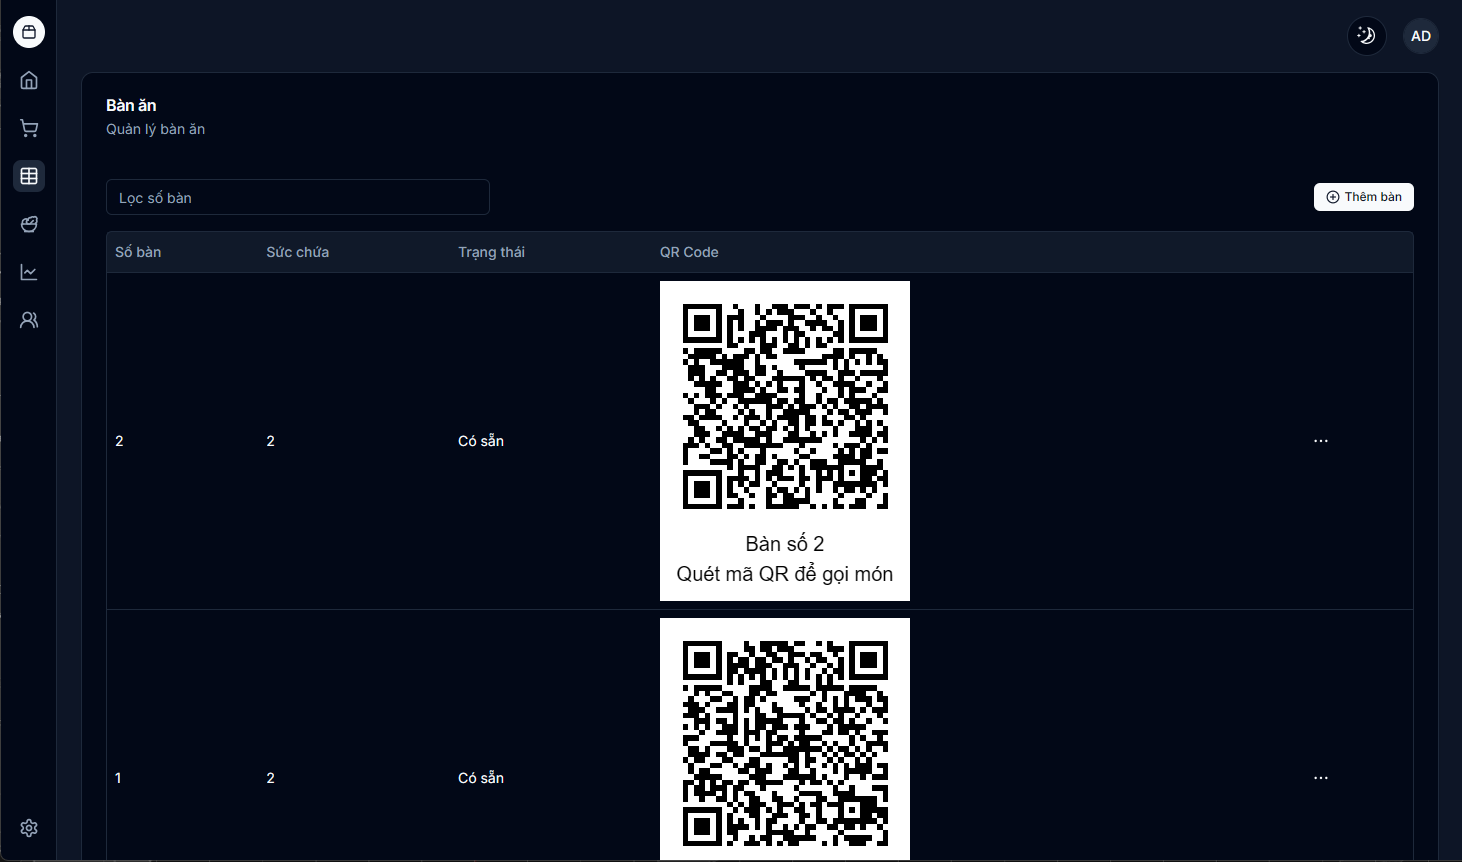 AD
Bàn ăn
Quản lý bàn ăn
Lọc số bàn
Thêm bàn
Số bàn Sức chứa Trạng thái QR Code
2 2 Có sẵn
Bàn số 2
Quét mã QR để gọi món
1 2 Có sẵn